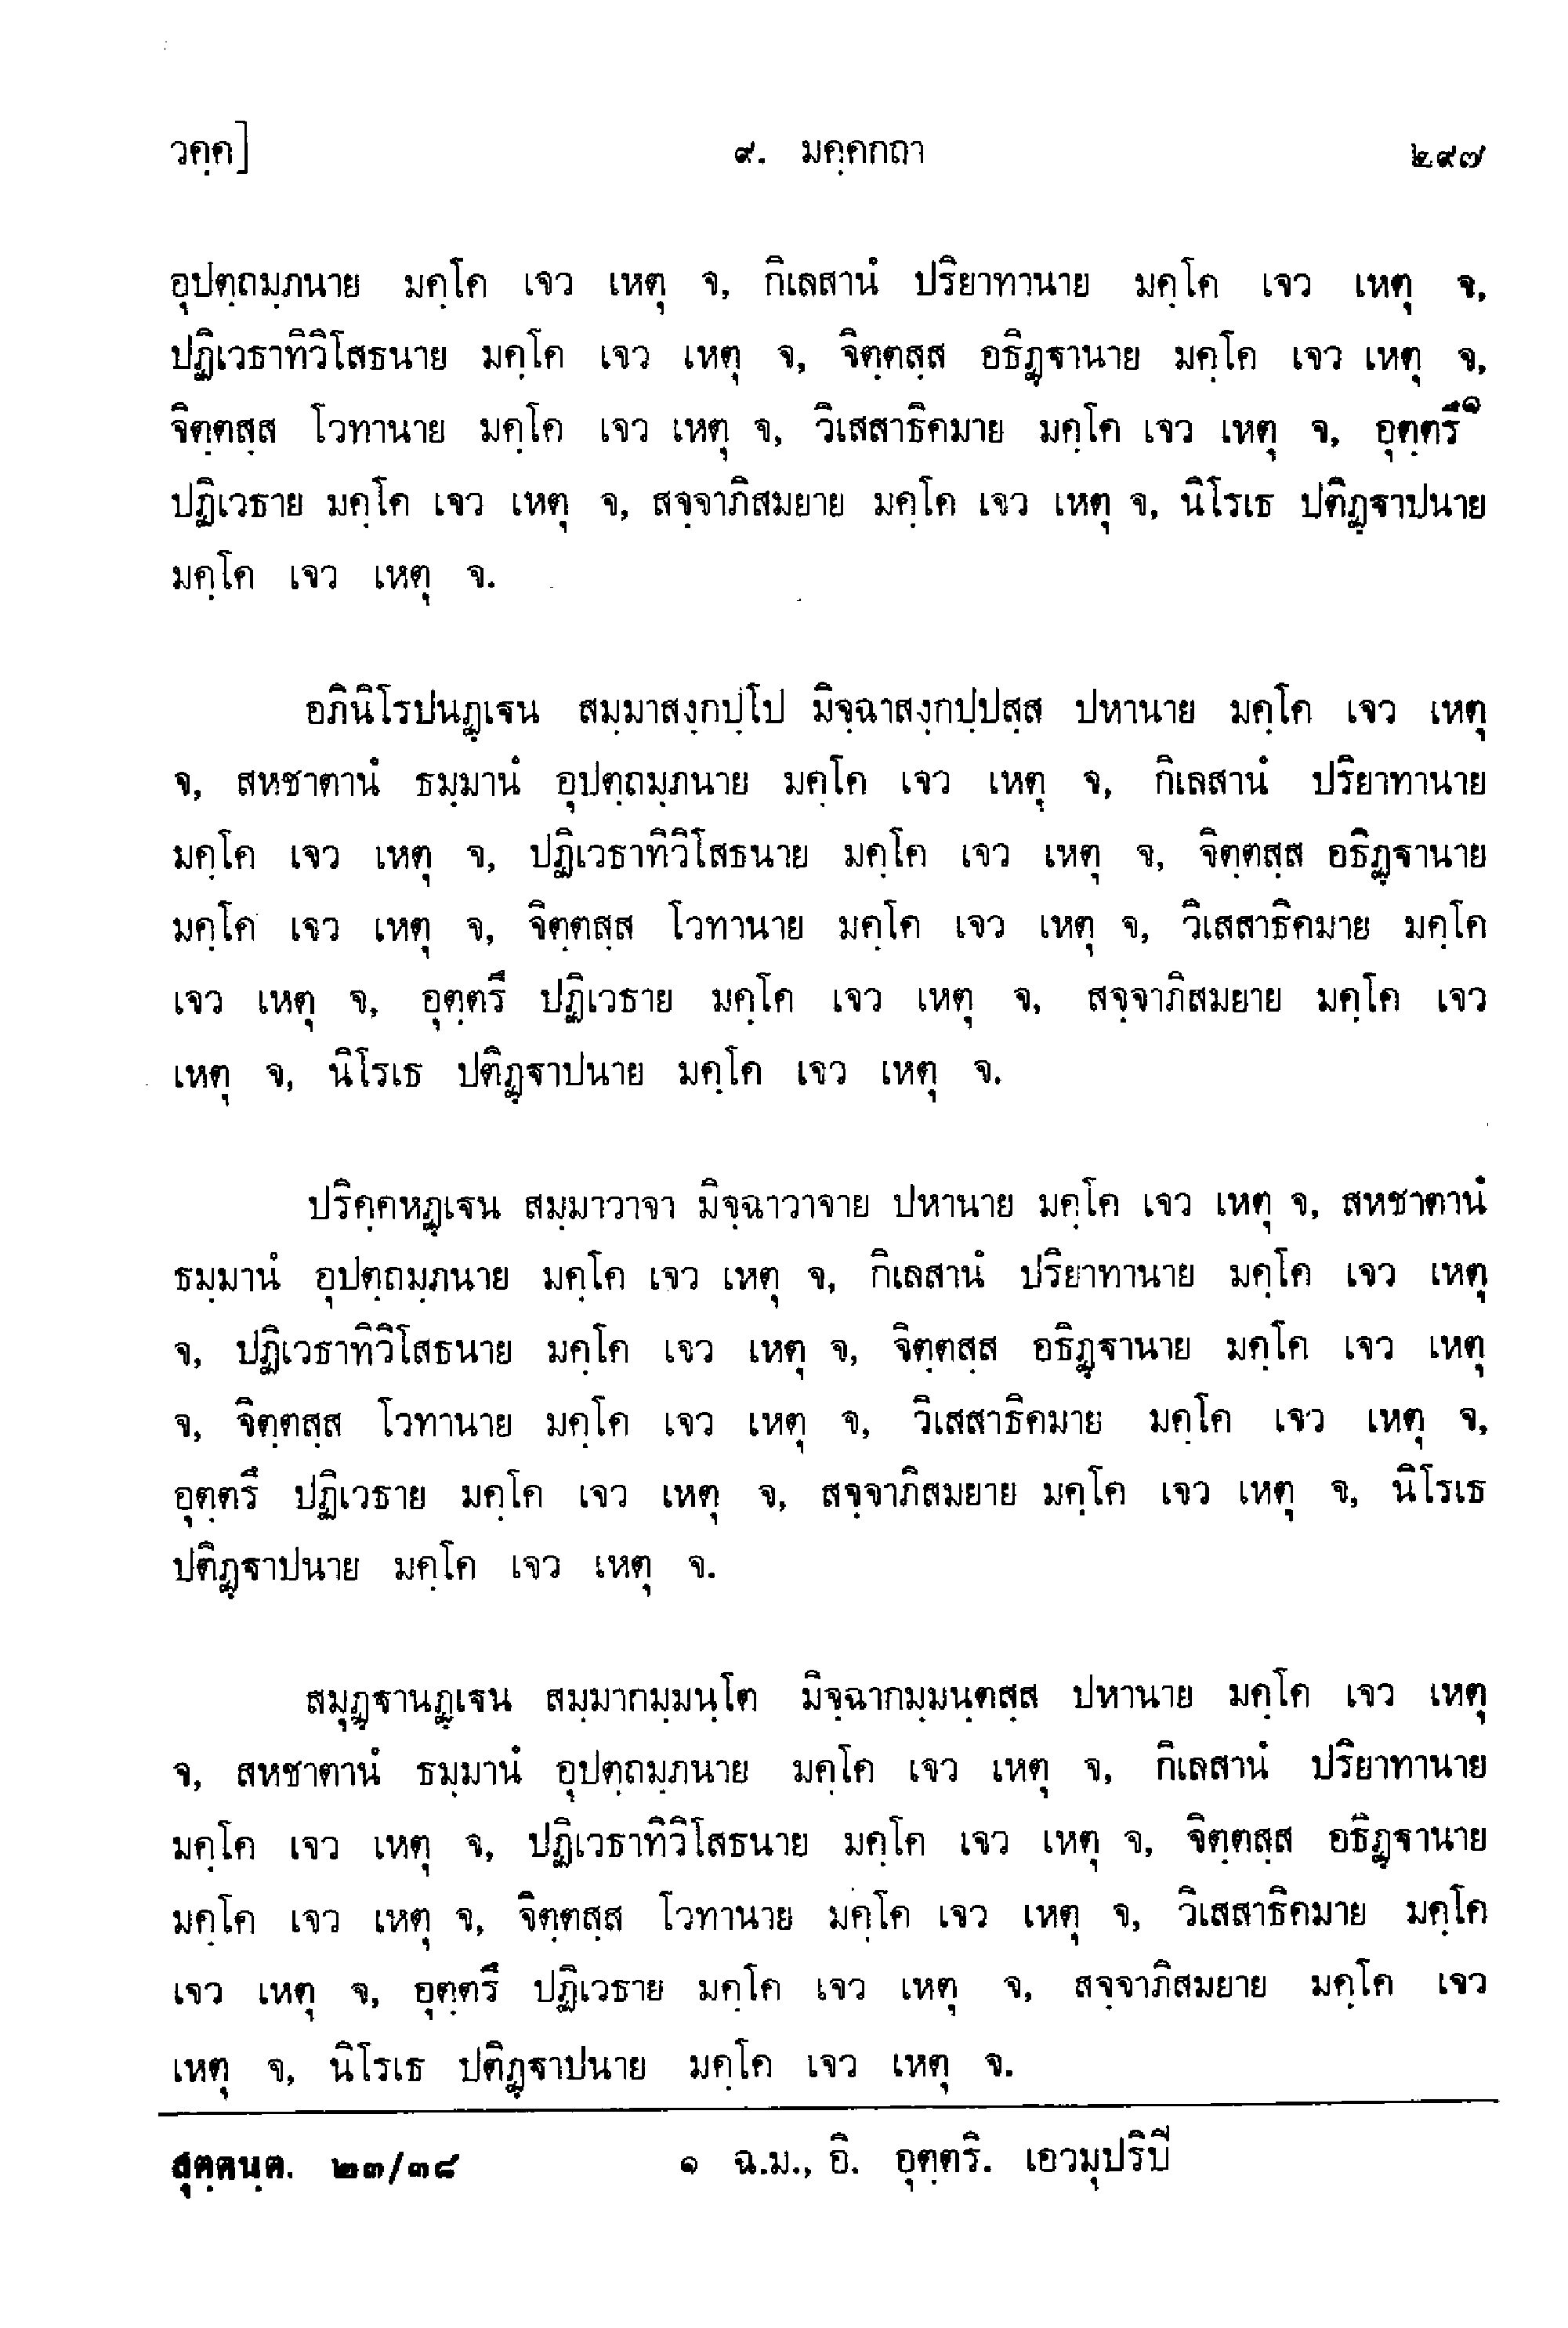 วคฺค]
๙. มคฺคกถา
๒๙๗
อุปตฺถมฺภนาย มคฺโค เจว เหตุ จ, กิเลสานํ ปริยาทานาย มคฺโค เจว เหตุ จ,
ปฏิเวธาทิวิโสธนาย มคฺโค เจว เหตุ จ, จิตฺตสฺส อธิฏฺฐานาย มคฺโค เจว เหตุ จ,
จิตฺตสฺส โวทานาย มคฺโค เจว เหตุ จ, วิเสสาธิคมาย มคฺโค เจว เหตุ จ, อุตฺตรึ๑
ปฏิเวธาย มคฺโค เจว เหตุ จ, สจฺจาภิสมยาย มคฺโค เจว เหตุ จ, นิโรเธ ปติฏฺฐาปนาย
มคฺโค เจว เหตุ จ.
อภินิโรปนฏฺเฐน สมฺมาสงฺกปฺโป มิจฺฉาสงฺกปฺปสฺส ปหานาย มคฺโค เจว เหตุ
จ, สหชาตานํ ธมฺมานํ อุปตฺถมฺภนาย มคฺโค เจว เหตุ จ, กิเลสานํ ปริยาทานาย
มคฺโค เจว เหตุ จ, ปฏิเวธาทิวิโสธนาย มคฺโค เจว เหตุ จ, จิตฺตสฺส อธิฏฺฐานาย
มคฺโค เจว เหตุ จ, จิตฺตสฺส โวทานาย มคฺโค เจว เหตุ จ, วิเสสาธิคมาย มคฺโค
เจว เหตุ จ, อุตฺตรึ ปฏิเวธาย มคฺโค เจว เหตุ จ, สจฺจาภิสมยาย มคฺโค เจว
เหตุ จ, นิโรเธ ปติฏฺฐาปนาย มคฺโค เจว เหตุ จ.
ปริคฺคหฏฺเฐน สมฺมาวาจา มิจฺฉาวาจาย ปหานาย มคฺโค เจว เหตุ จ, สหชาตานํ
ธมฺมานํ อุปตฺถมฺภนาย มคฺโค เจว เหตุ จ, กิเลสานํ ปริยาทานาย มคฺโค เจว เหตุ
จ, ปฏิเวธาทิวิโสธนาย มคฺโค เจว เหตุ จ, จิตฺตสฺส อธิฏฺฐานาย มคฺโค เจว เหตุ
จ, จิตฺตสฺส โวทานาย มคฺโค เจว เหตุ จ, วิเสสาธิคมาย มคฺโค เจว เหตุ จ,
อุตฺตรึ ปฏิเวธาย มคฺโค เจว เหตุ จ, สจฺจาภิสมยาย มคฺโค เจว เหตุ จ, นิโรเธ
ปติฏฺฐาปนาย มคฺโค เจว เหตุ จ.
สมุฏฺฐานฏฺเฐน สมฺมากมฺมนฺโต มิจฺฉากมฺมนฺตสฺส ปหานาย มคฺโค เจว เหตุ
จ, สหชาตานํ ธมฺมานํ อุปตฺถมฺภนาย มคฺโค เจว เหตุ จ, กิเลสานํ ปริยาทานาย
มคฺโค เจว เหตุ จ, ปฏิเวธาทิวิโสธนาย มคฺโค เจว เหตุ จ, จิตฺตสฺส อธิฏฺฐานาย
มคฺโค เจว เหตุ จ, จิตฺตสฺส โวทานาย มคฺโค เจว เหตุ จ, วิเสสาธิคมาย มคฺโค
เจว เหตุ จ, อุตฺตรึ ปฏิเวธาย มคฺโค เจว เหตุ จ, สจฺจาภิสมยาย มคฺโค เจว
เหตุ จ, นิโรเธ ปติฏฺฐาปนาย มคฺโค เจว เหตุ จ.
สุตฺตนฺต. ๒๓/๓๘
๑ ฉ.ม., อิ. อุตฺตริ. เอวมุปริปี